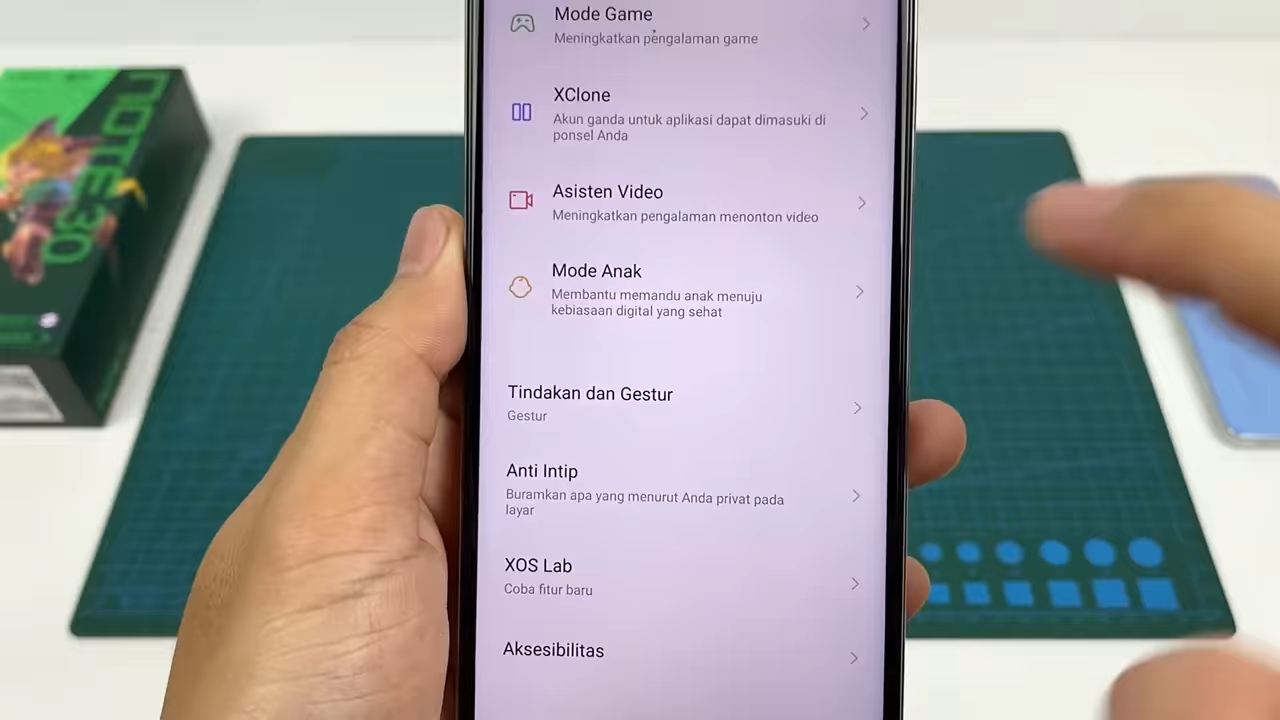 Mode Game
Meningkatkan pengalaman game
XClone
Akun ganda untuk aplikasi dapat dimasuki di
ponsel Anda
Asisten Video
Meningkatkan pengalaman menonton video
Mode Anak
Membantu memandu anak menuju
kebiasaan digital yang sehat
Tindakan dan Gestur
Gestur
Anti Intip
Buramkan apa yang menurut Anda privat pada
layar
XOS Lab
Coba fitur baru
Aksesibilitas
NOTE 30